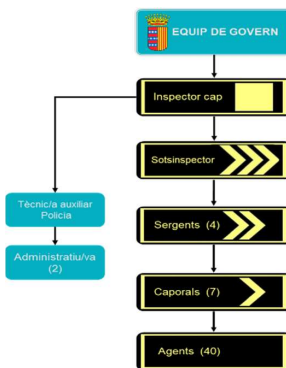 EQUIP DE GOVERN
Inspector cap
Sotsinspector
Tècnic/a auxiliar
Policia
Sergents (4)
Administratiu/va
(2)
Caporals (7)
Agents (40)